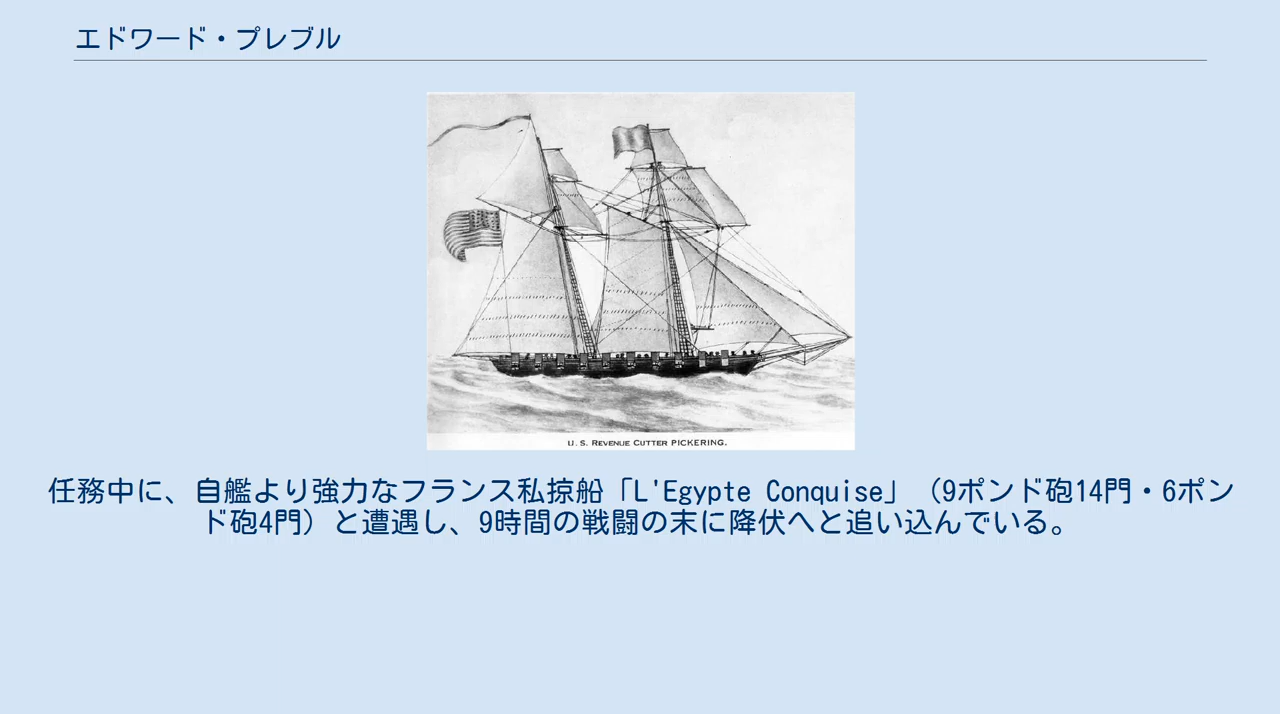 エドワード・プレブル
U. S. REVENUE CUTTER PICKERING.
任務中に、自艦より強力なフランス私掠船「L'Egypte Conquise」（9ポンド砲14門・6ポン
ド砲4門）と遭遇し、9時間の戦闘の末に降伏へと追い込んでいる。